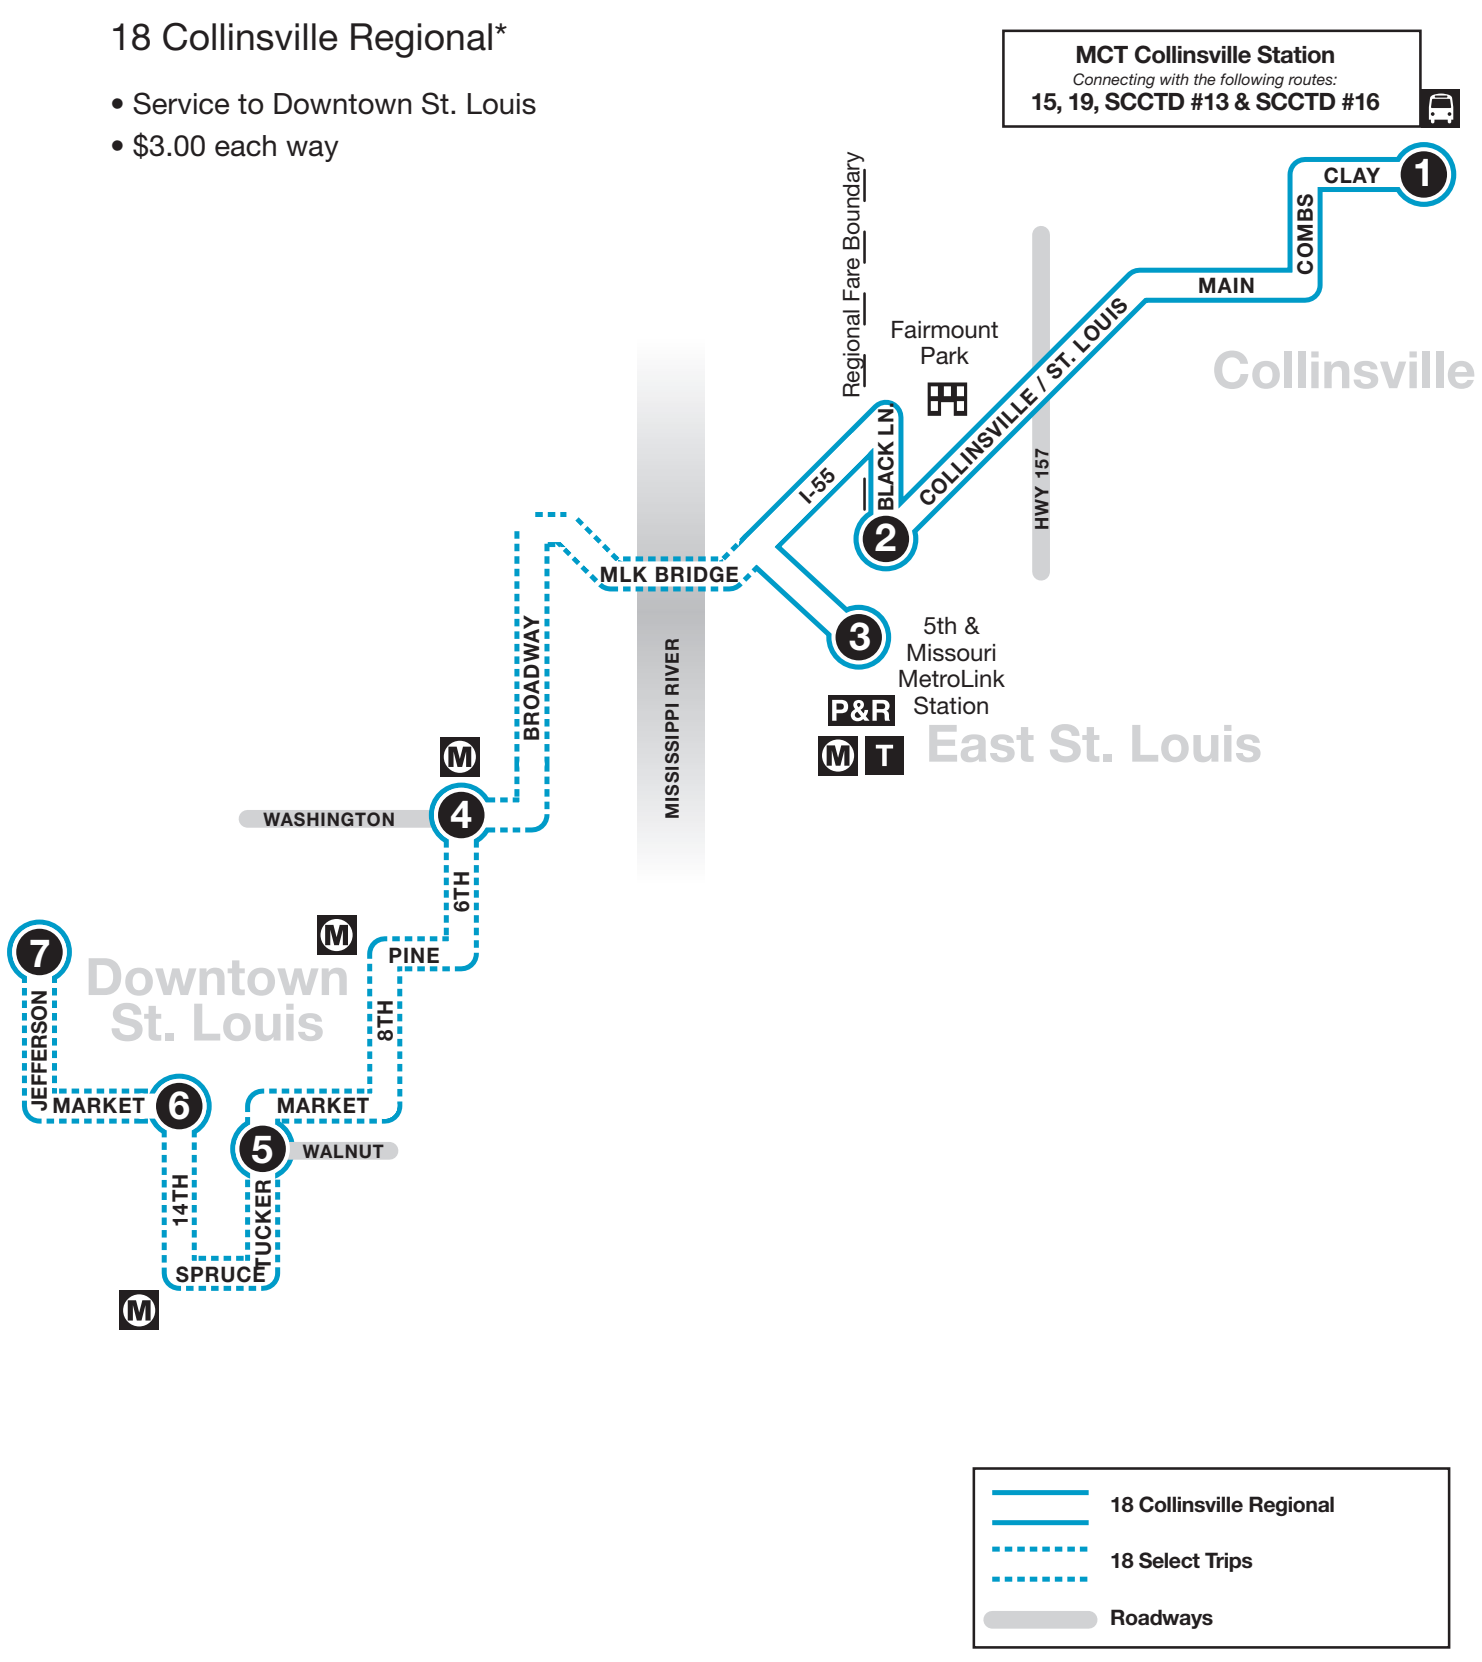 18 Collinsville Regional*
• Service to Downtown St. Louis
• $3.00 each way
MCT Collinsville Station
Connecting with the following routes:
15, 19, SCCTD #13 & SCCTD #16
1
CLAY
COMBS
MAIN
Collinsville
COLLINSVILLE / ST. LOUIS
HWY 157
Regional Fare Boundary
Fairmount
Park
BLACK LN.
2
I-55
3
5th &
Missouri
MetroLink
Station
P&R
M
T
East St. Louis
MLK BRIDGE
MISSISSIPPI RIVER
BROADWAY
M
4
WASHINGTON
6TH
M
PINE
8TH
7
Downtown
St. Louis
JEFFERSON
MARKET
6
MARKET
5
WALNUT
14TH
TUCKER
SPRUCE
M
18 Collinsville Regional
18 Select Trips
Roadways